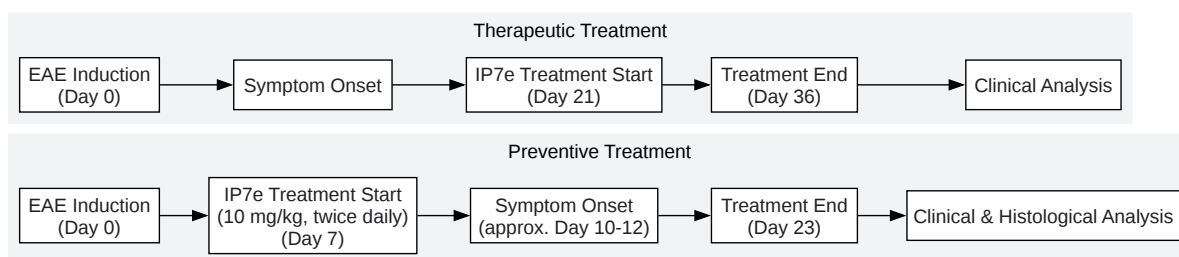 Therapeutic Treatment
EAE Induction
(Day 0)
Symptom Onset
IP7e Treatment Start
(Day 21)
Treatment End
(Day 36)
Clinical Analysis
Preventive Treatment
EAE Induction
(Day 0)
IP7e Treatment Start
(10 mg/kg, twice daily)
(Day 7)
Symptom Onset
(approx. Day 10-12)
Treatment End
(Day 23)
Clinical & Histological Analysis